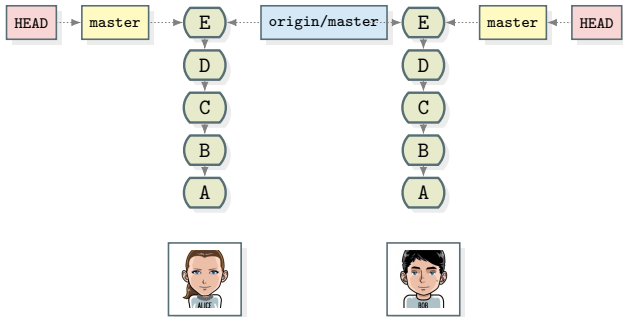 HEAD master E origin/master E master HEAD
D D
C C
B B
A A
ALICE BOB